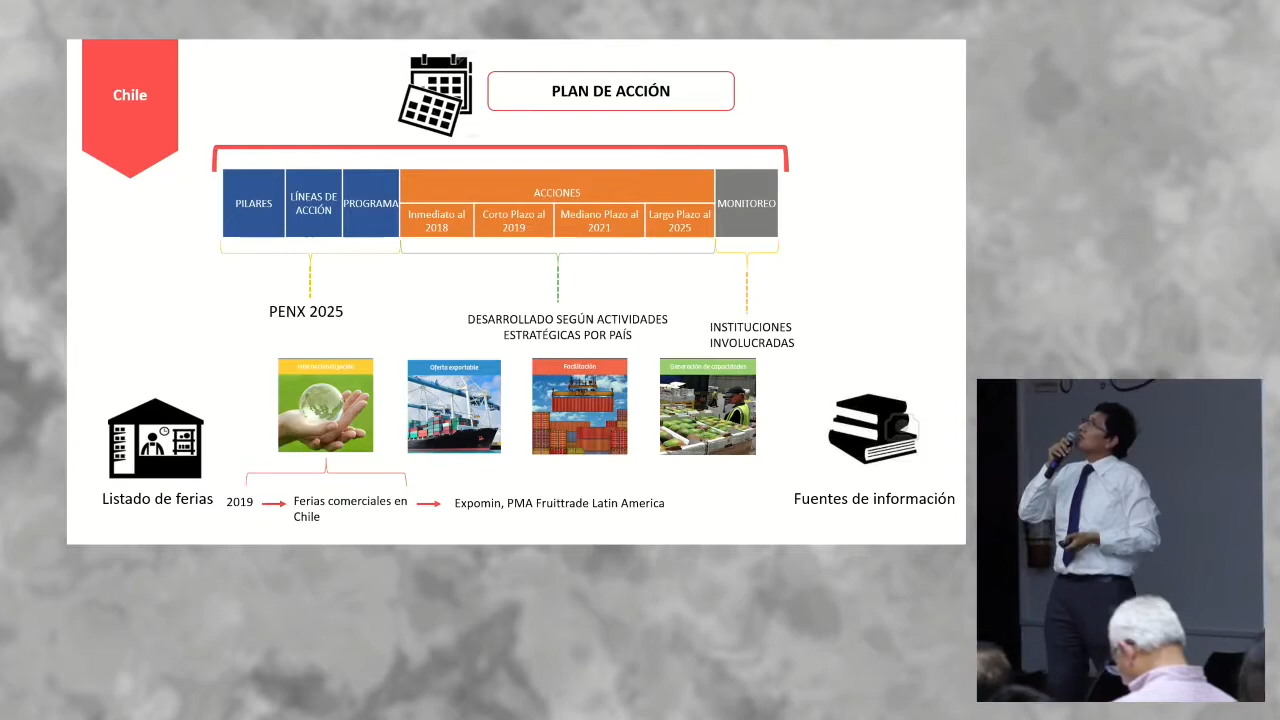 Chile
PLAN DE ACCIÓN
PILARES
LÍNEAS DE
ACCIÓN
PROGRAMA
ACCIONES
Inmediato al
2018
Corto Plazo al
2019
Mediano Plazo al
2021
Largo Plazo al
2025
MONITOREO
PENX 2025
DESARROLLADO SEGÚN ACTIVIDADES
ESTRATÉGICAS POR PAÍS
INSTITUCIONES
INVOLUCRADAS
Internacionalización
Oferta exportable
Facilitación
Generación de capacidades
Listado de ferias
2019
Ferias comerciales en
Chile
Expomin, PMA Fruittrade Latin America
Fuentes de información